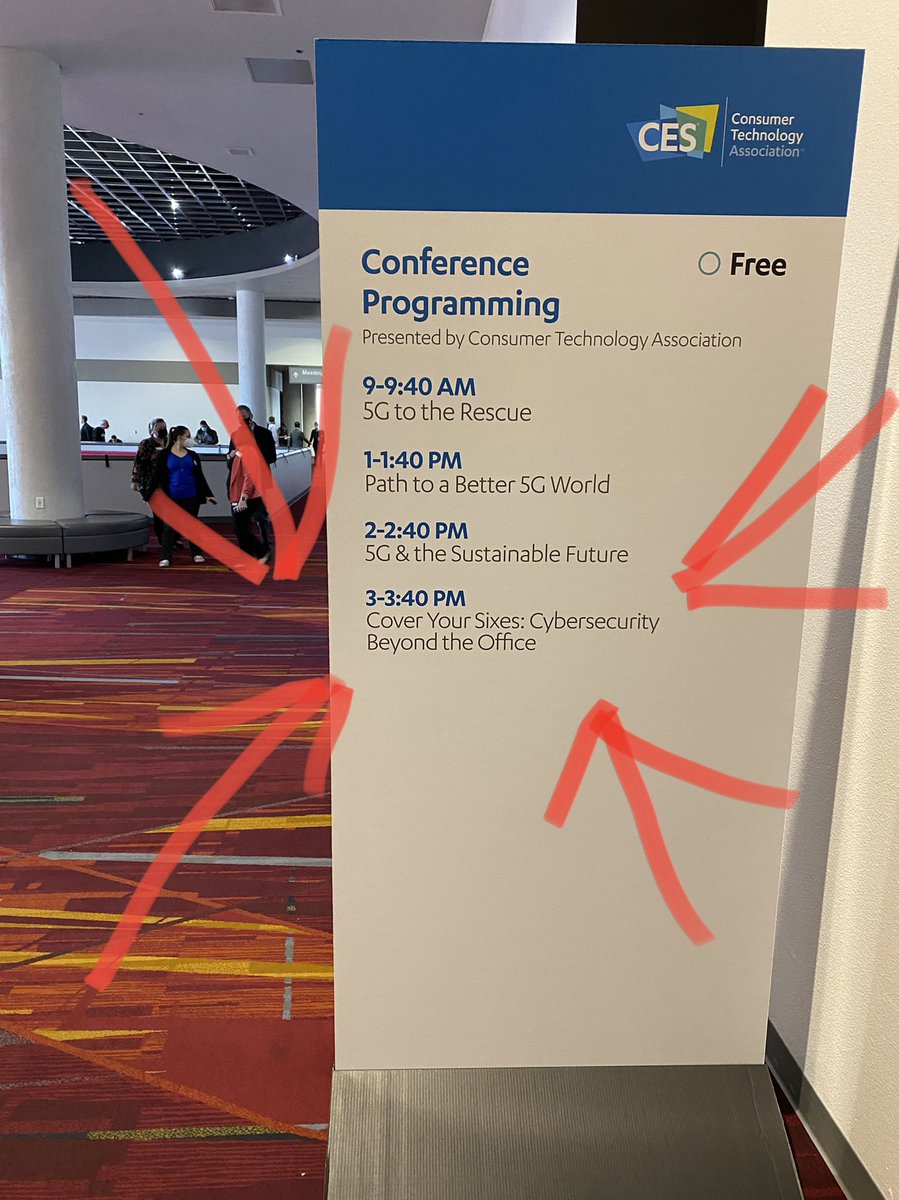 CES
Consumer
Technology
Association
Conference
Programming
Free
Presented by Consumer Technology Association
9-9:40 AM
5G to the Rescue
1-1:40 PM
Path to a Better 5G World
2-2:40 PM
5G & the Sustainable Future
3-3:40 PM
Cover Your Sixes: Cybersecurity
Beyond the Office
Meeting